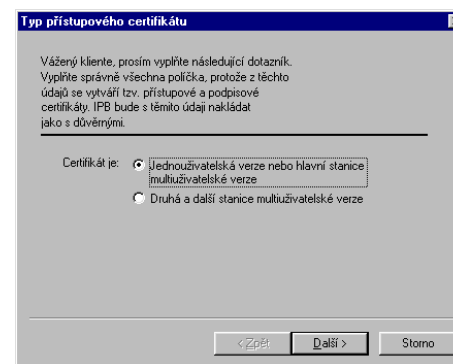 Typ přístupového certifikátu
Vážený kliente, prosím vyplňte následující dotazník.
Vyplňte správně všechna políčka, protože z těchto
údajů se vytváří tzv. přístupové a podpisové
certifikáty. IPB bude s těmito údaji nakládat
jako s důvěrnými.
Certifikát je:
Jednouživatelská verze nebo hlavní stanice
multiuživatelské verze
Druhá a další stanice multiuživatelské verze
< Zpět
Další >
Storno